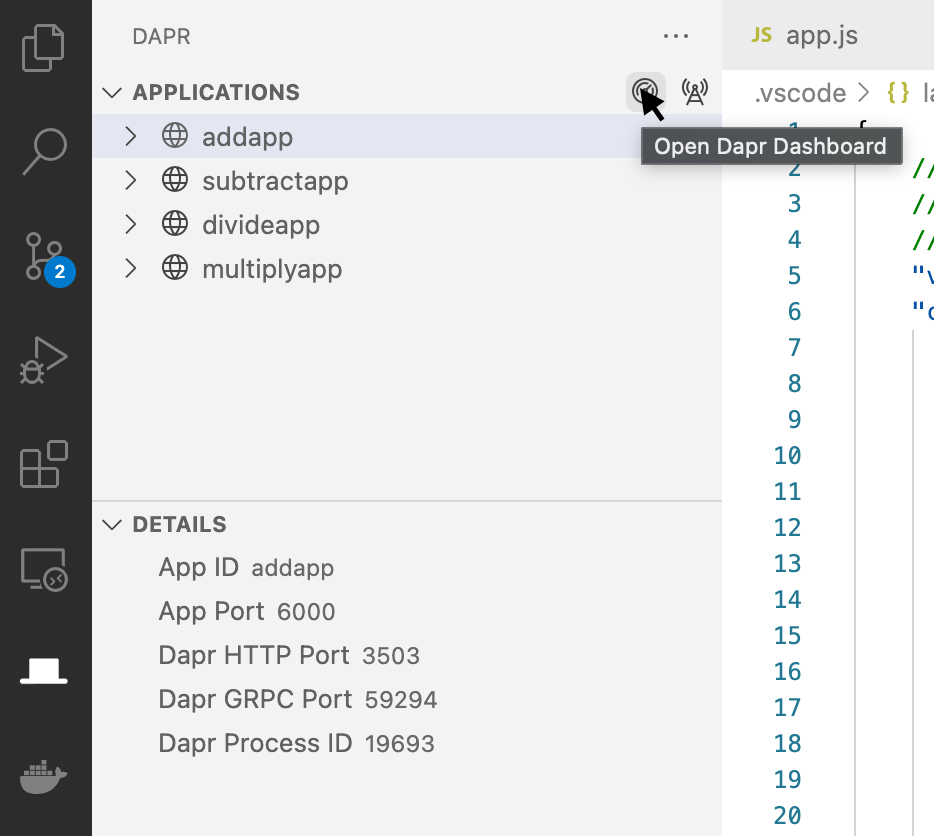 DAPR
APPLICATIONS
addapp
subtractapp
divideapp
multiplyapp
DETAILS
App ID addapp
App Port 6000
Dapr HTTP Port 3503
Dapr GRPC Port 59294
Dapr Process ID 19693
2
Open Dapr Dashboard
JS app.js
.vscode > {}
1 {
2 //
3 //
4 //
5 "
6 "
7
8
9
10
11
12
13
14
15
16
17
18
19
20